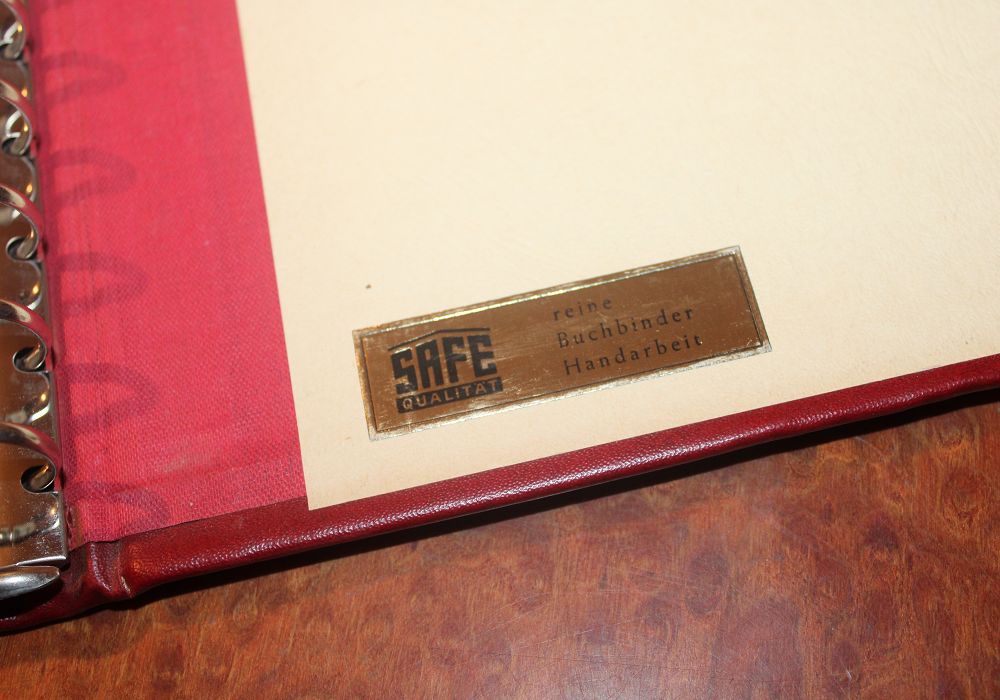 SAFE
QUALITÄT
reine
Buchbinder
Handarbeit